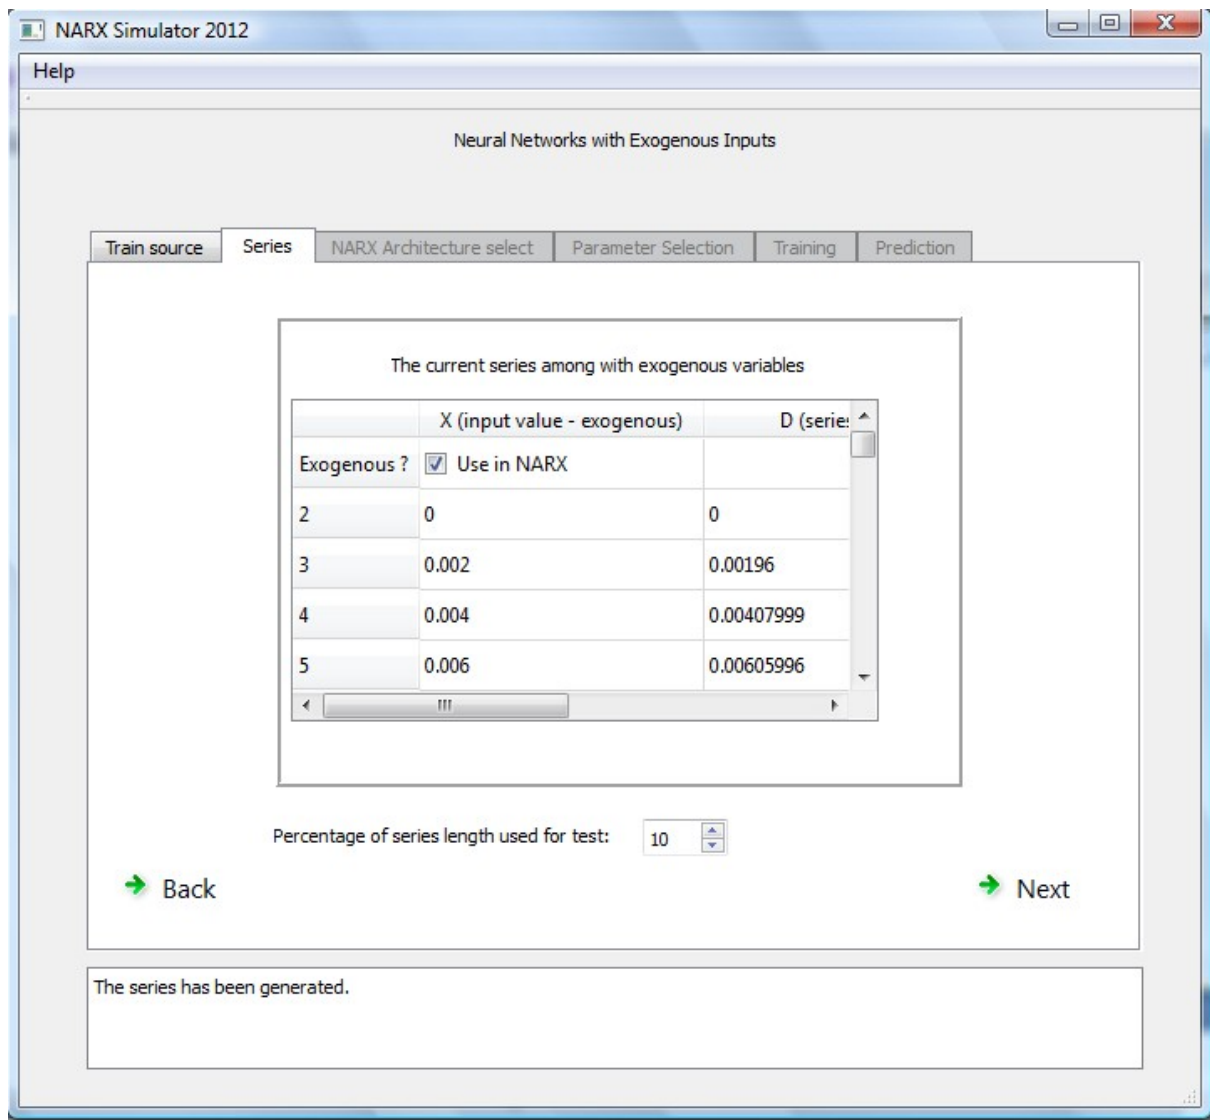 NARX Simulator 2012
Help
Neural Networks with Exogenous Inputs
Train source Series NARX Architecture select Parameter Selection Training Prediction
The current series among with exogenous variables
X (input value - exogenous) D (serie
Exogenous ? Use in NARX
2 0 0
3 0.002 0.00196
4 0.004 0.00407999
5 0.006 0.00605996
Percentage of series length used for test: 10
Back Next
The series has been generated.